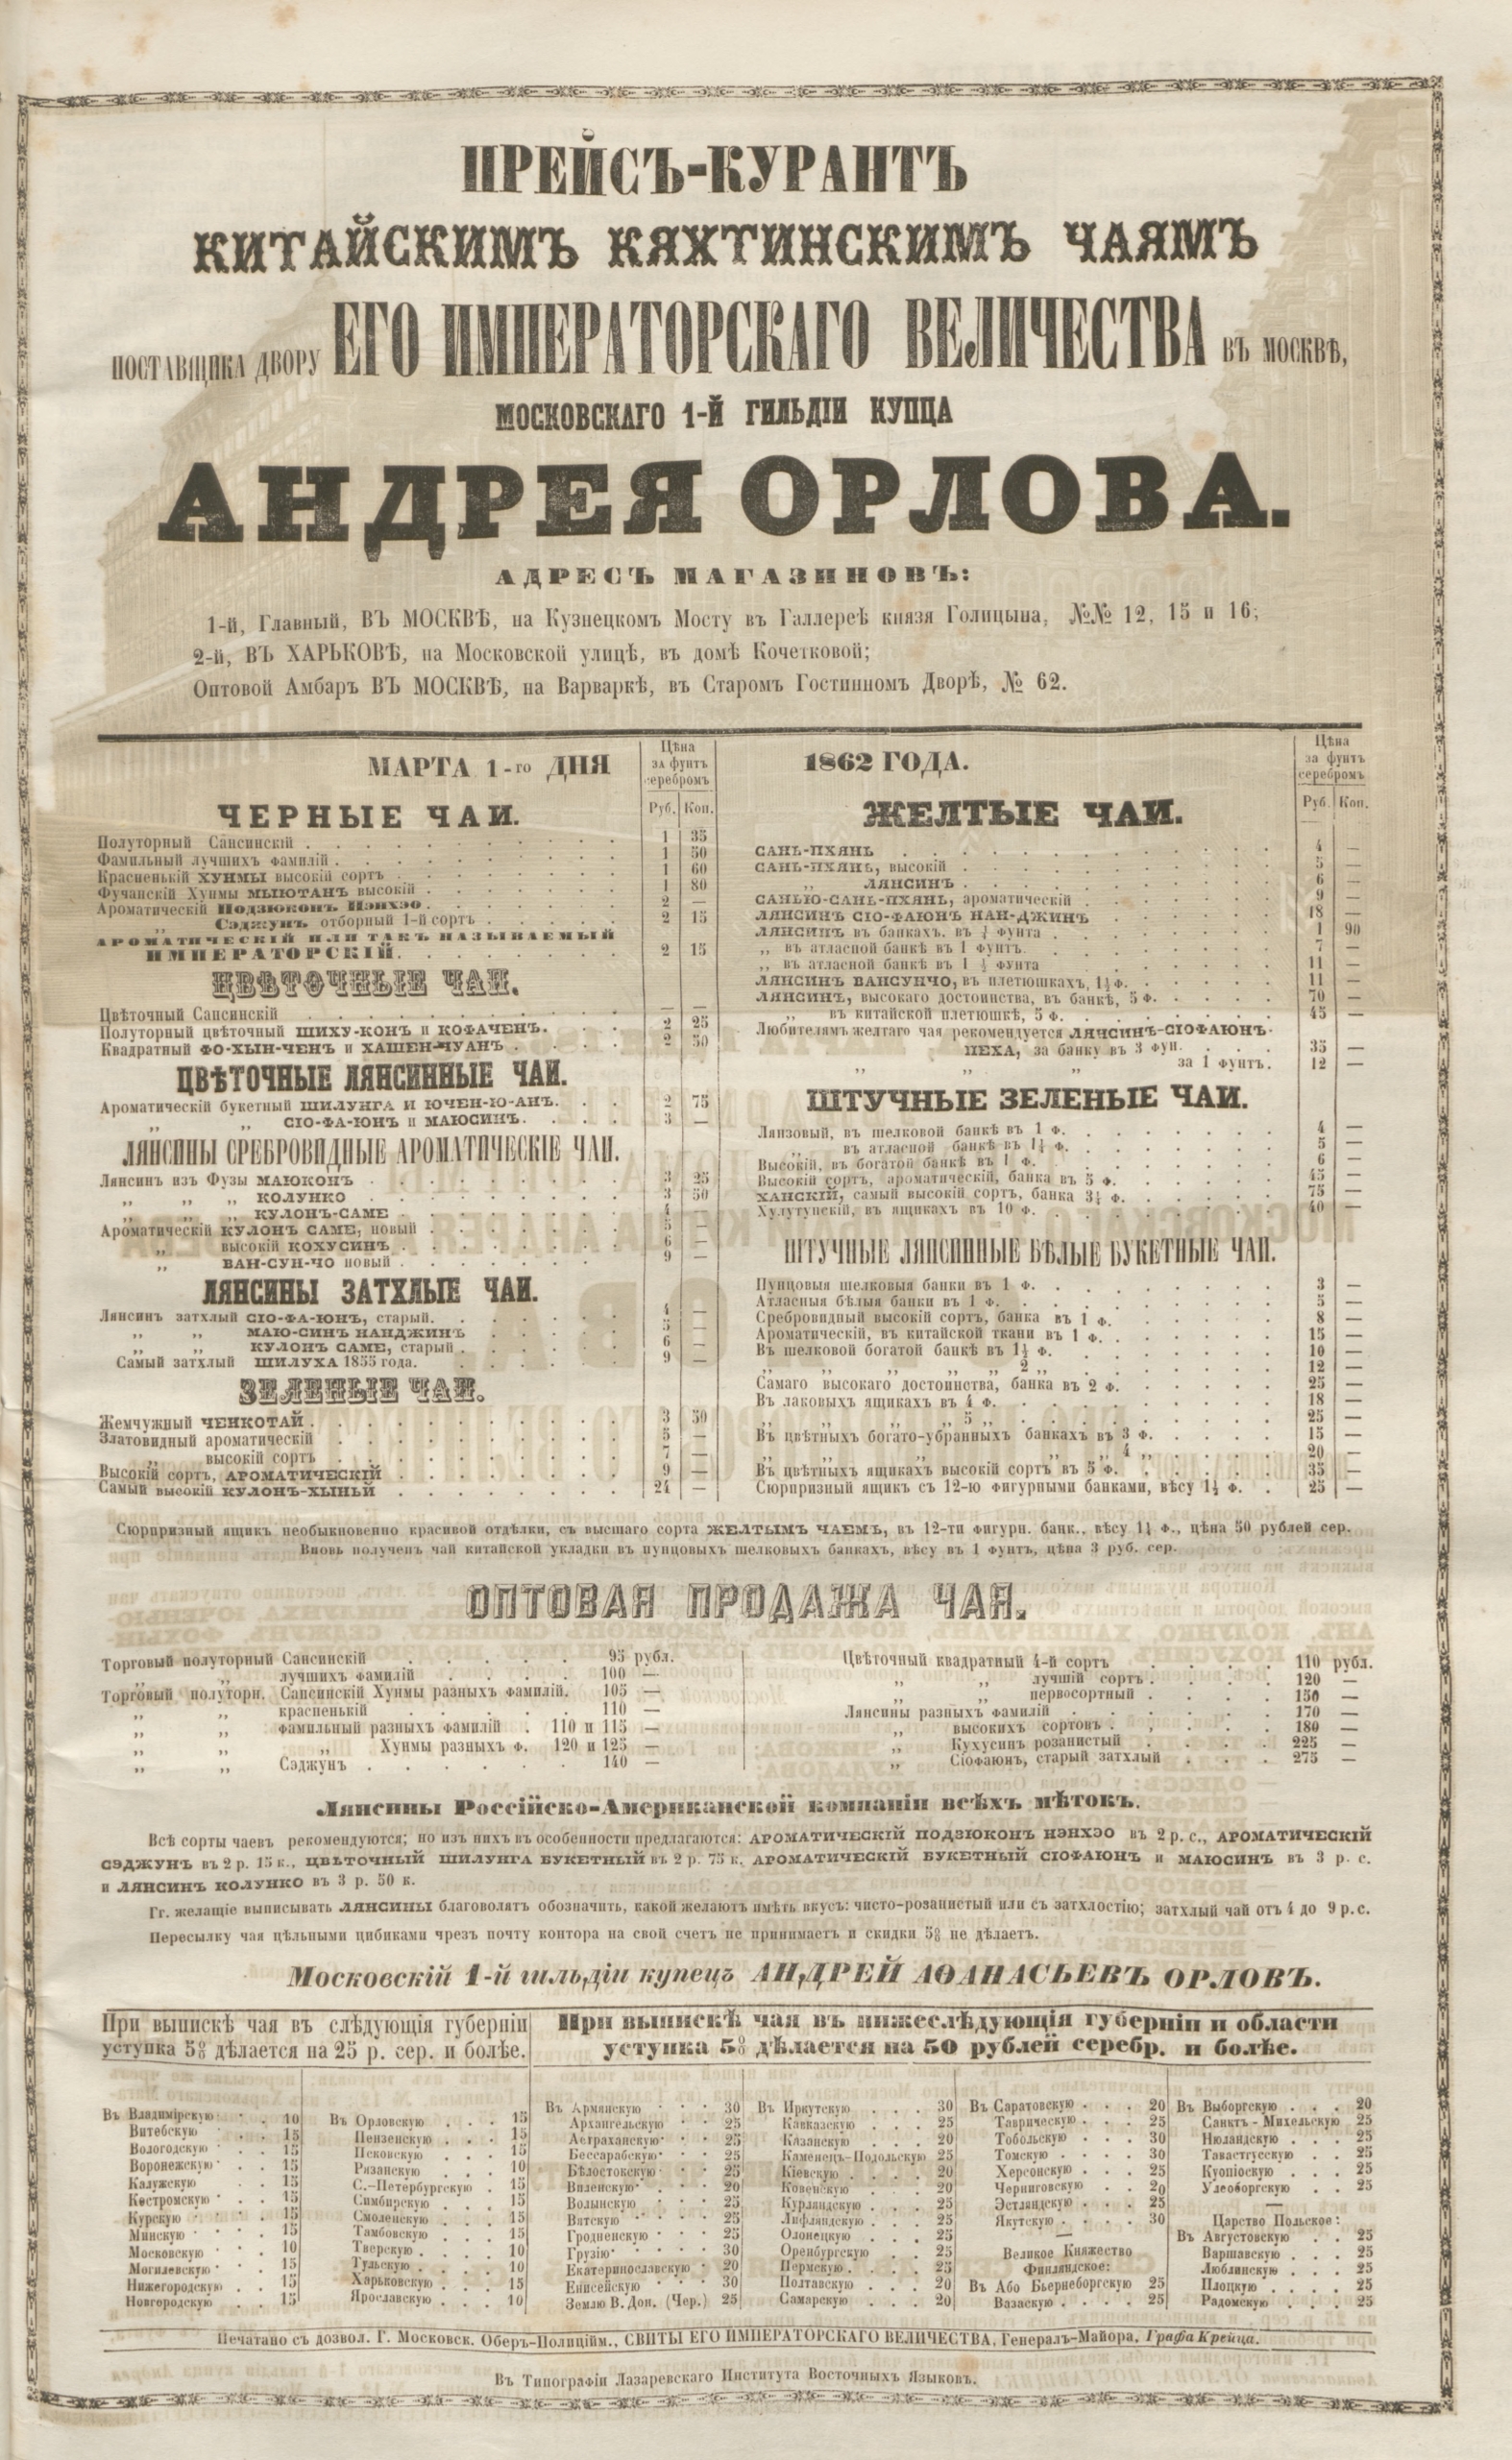 ПРЕЙСЪ-КУРАНТЪ
КИТАЙСКИМЪ КЯХТИНСКИМЪ ЧАЯМЪ
ПОСТАВЩИКА ДВОРУ ЕГО ИМПЕРАТОРСКАГО ВЕЛИЧЕСТВА ВЪ МОСКВѢ,
МОСКОВСКАГО 1-Й ГИЛЬДІИ КУПЦА
АНДРЕЯ ОРЛОВА.
АДРЕСЪ МАГАЗИНОВЪ:
1-й, Главный, ВЪ МОСКВѢ, на Кузнецкомъ Мосту въ Галлереѣ князя Голицына, №№ 12, 15 и 16;
2-й, ВЪ ХАРЬКОВѢ, на Московской улицѣ, въ домѣ Кочетковой;
Оптовой Амбаръ ВЪ МОСКВѢ, на Варваркѣ, въ Старомъ Гостинномъ Дворѣ, № 62.
МАРТА 1-го ДНЯ
Цѣна за фунтъ серебромъ
Руб. Коп.
ЧЕРНЫЕ ЧАИ.
Полуторный Сансинскій . . . 1 35
Фамильный лучшихъ фамилій . . . 1 50
Красненькій ХУНМЫ высокій сортъ . . . 1 60
Фучанскій Хунмы МЫЮТАНЪ высокій . . . 1 80
Ароматическій Подзюконъ Нэнхэо . . . 2 —
„ Сэджунъ отборный 1-й сортъ . . . 2 15
АРОМАТИЧЕСКІЙ ИЛИ ТАКЪ НАЗЫВАЕМЫЙ
ИМПЕРАТОРСКІЙ. . . . 2 15
ЦВѢТОЧНЫЕ ЧАИ.
Цвѣточный Сансинскій . . . — —
Полуторный цвѣточный ШИХУ-КОНЪ и КОФАЧЕНЪ. . . . 2 25
Квадратный ФО-ХЫН-ЧЕНЪ и ХАШЕН-ЧУАНЪ . . . 2 50
ЦВѢТОЧНЫЕ ЛЯНСИННЫЕ ЧАИ.
Ароматическій букетный ШИЛУНГА И ЮЧЕН-Ю-АНЪ. . . 2 75
„ „ СІО-ФА-ЮНЪ и МАЮСИНЪ. . . . 3 —
ЛЯНСИНЫ СРЕБРОВИДНЫЕ АРОМАТИЧЕСКІЕ ЧАИ.
Лянсинъ изъ Фузы МАЮКОНЪ . . . 3 25
„ „ „ КОЛУНКО . . . 3 50
„ „ „ КУЛОНЪ-САМЕ . . . 4 —
Ароматическій КУЛОНЪ САМЕ, новый . . . 5 —
„ высокій КОХУСИНЪ . . . 6 —
„ ВАН-СУН-ЧО новый . . . 9 —
ЛЯНСИНЫ ЗАТХЛЫЕ ЧАИ.
Лянсинъ затхлый СІО-ФА-ЮНЪ, старый. . . . 4 —
„ „ МАЮ-СИНЪ НАНДЖИНЪ . . . 5 —
„ „ КУЛОНЪ САМЕ, старый . . . 6 —
Самый затхлый ШИЛУХА 1855 года. . . . 9 —
ЗЕЛЕНЫЕ ЧАИ.
Жемчужный ЧЕНКОТАЙ . . . 3 50
Златовидный ароматическій . . . 5 —
„ высокій сортъ . . . 7 —
Высокій сортъ, АРОМАТИЧЕСКІЙ . . . 9 —
Самый высокій КУЛОНЪ-ХЫНЬЙ . . . 24 —
1862 ГОДА.
Цѣна за фунтъ серебромъ
Руб. Коп.
ЖЕЛТЫЕ ЧАИ.
САНЬ-ПХЯНЬ . . . 4 —
САНЬ-ПХЯНЬ, высокій . . . 5 —
„ ЛЯНСИНЪ . . . 6 —
САНЬЮ-САНЬ-ПХЯНЬ, ароматическій . . . 9 —
ЛЯНСИНЪ СІО-ФАЮНЪ НАН-ДЖИНЪ . . . 18 —
ЛЯНСИНЪ въ банкахъ. въ ¼ фунта . . . 1 90
„ въ атласной банкѣ въ 1 фунтъ. . . . 7 —
„ въ атласной банкѣ въ 1 ½ фунта . . . 11 —
ЛЯНСИНЪ ВАНСУНЧО, въ плетюшкахъ, 1½ Ф. . . . 11 —
ЛЯНСИНЪ, высокаго достоинства, въ банкѣ, 5 Ф. . . . 70 —
„ въ китайской плетюшкѣ, 5 Ф. . . . 45 —
Любителямъ желтаго чая рекомендуется ЛЯНСИНЪ-СІОФАЮНЪ-
ПЕХА, за банку въ 3 фун. . . . 35 —
„ „ „ за 1 фунтъ. 12 —
ШТУЧНЫЕ ЗЕЛЕНЫЕ ЧАИ.
Лянзовый, въ шелковой банкѣ въ 1 Ф. . . . 4 —
„ въ атласной банкѣ въ 1½ Ф. . . . 5 —
Высокій, въ богатой банкѣ въ 1 Ф. . . . 6 —
Высокій сортъ, ароматическій, банка въ 5 Ф. . . . 45 —
ХАНСКІЙ, самый высокій сортъ, банка 3½ Ф. . . . 75 —
Хулутупскій, въ ящикахъ въ 10 Ф. . . . 40 —
ШТУЧНЫЕ ЛЯНСИННЫЕ БѢЛЫЕ БУКЕТНЫЕ ЧАИ.
Пунцовыя шелковыя банки въ 1 Ф. . . . 3 —
Атласныя бѣлыя банки въ 1 Ф. . . . 5 —
Сребровидный высокій сортъ, банка въ 1 Ф. . . . 8 —
Ароматическій, въ китайской ткани въ 1 Ф. . . . 15 —
Въ шелковой богатой банкѣ въ 1½ Ф. . . . 10 —
„ „ „ „ „ 2 „ . . . 12 —
Самаго высокаго достоинства, банка въ 2 Ф. . . . 25 —
Въ лаковыхъ ящикахъ въ 4 Ф. . . . 18 —
„ „ „ „ 5 „ . . . 25 —
Въ цвѣтныхъ богато-убранныхъ банкахъ въ 3 Ф. . . . 15 —
„ „ „ „ „ 4 „ . . . 20 —
Въ цвѣтныхъ ящикахъ высокій сортъ въ 5 Ф. . . . 35 —
Сюрпризный ящикъ съ 12-ю фигурными банками, вѣсу 1½ Ф. . 25 —
Сюрпризный ящикъ необыкновенно красивой отдѣлки, съ высшаго сорта ЖЕЛТЫМЪ ЧАЕМЪ, въ 12-ти фигурн. банк., вѣсу 1½ Ф., цѣна 50 рублей сер.
Вновь полученъ чай китайской укладки въ пунцовыхъ шелковыхъ банкахъ, вѣсу въ 1 фунтъ, цѣна 3 руб. сер.
ОПТОВАЯ ПРОДАЖА ЧАЯ.
Торговый полуторный Сансинскій . . . 95 рубл.
„ „ лучшихъ фамилій . . . 100 —
Торговый полуторн. Сансинскій Хунмы разныхъ фамилій. 105 —
„ „ красненькій . . . 110 —
„ „ фамильный разныхъ фамилій . 110 и 115 —
„ „ „ Хунмы разныхъ ф. 120 и 125 —
„ „ Сэджунъ . . . 140 —
Цвѣточный квадратный 4-й сортъ . . . 110 рубл.
„ „ лучшій сортъ . . . 120 —
„ „ первосортный . . . 150 —
Лянсины разныхъ фамилій . . . 170 —
„ высокихъ сортовъ . . . 180 —
„ Кухусинъ розанистый . . . 225 —
„ Сіофаюнъ, старый затхлый . . . 275 —
Лянсины Россійско-Американской компаніи всѣхъ мѣтокъ.
Всѣ сорты чаевъ рекомендуются; но изъ нихъ въ особенности предлагаются: АРОМАТИЧЕСКІЙ ПОДЗЮКОНЪ НЭНХЭО въ 2 р. с., АРОМАТИЧЕСКІЙ
СЭДЖУНЪ въ 2 р. 15 к., ЦВѢТОЧНЫЙ ШИЛУНГА БУКЕТНЫЙ въ 2 р. 75 к. АРОМАТИЧЕСКІЙ БУКЕТНЫЙ СІОФАЮНЪ и МАЮСИНЪ въ 3 р. с.
и ЛЯНСИНЪ КОЛУНКО въ 3 р. 50 к.
Гг. желащіе выписывать ЛЯНСИНЫ благоволятъ обозначить, какой желаютъ имѣть вкусъ: чисто-розанистый или съ затхлостію; затхлый чай отъ 4 до 9 р. с.
Пересылку чая цѣльными цибиками чрезъ почту контора на свой счетъ не принимаетъ и скидки 5% не дѣлаетъ.
Московскій 1-й гильдіи купецъ АНДРЕЙ АѲАНАСЬЕВЪ ОРЛОВЪ.
При выпискѣ чая въ слѣдующія губерніи
уступка 5% дѣлается на 25 р. сер. и болѣе.
Въ Владимірскую . . 10
Витебскую . . 15
Вологодскую . . 15
Воронежскую . . 15
Калужскую . . 15
Костромскую . . 15
Курскую . . 15
Минскую . . 15
Московскую . . 10
Могилевскую . . 15
Нижегородскую . . 15
Новгородскую . . 15
Въ Орловскую . . . 15
Пензенскую . . . 15
Псковскую . . . 15
Рязанскую . . . 10
С.-Петербургскую . 15
Симбирскую . . . 15
Смоленскую . . . 15
Тамбовскую . . . 15
Тверскую . . . 10
Тульскую . . . 10
Харьковскую . . . 15
Ярославскую . . . 10
При выпискѣ чая въ нижеслѣдующія губерніи и области
уступка 5% дѣлается на 50 рублей серебр. и болѣе.
Въ Армянскую . . . 30
Архангельскую . . . 25
Астраханскую . . . 25
Бессарабскую . . . 25
Бѣлостокскую . . . 25
Виленскую . . . 20
Волынскую . . . 25
Вятскую . . . 25
Гродненскую . . . 25
Грузію . . . 30
Екатеринославскую . 20
Енисейскую . . . 30
Землю В. Дон. (Чер.) 25
Въ Иркутскую . . . 30
Кавказскую . . . 25
Казанскую . . . 20
Каменецъ-Подольскую 25
Кіевскую . . . 20
Ковенскую . . . 20
Курляндскую . . . 25
Лифляндскую . . . 25
Олонецкую . . . 25
Оренбургскую . . 25
Пермскую . . . 25
Полтавскую . . . 20
Самарскую . . . 20
Въ Саратовскую . . . 20
Таврическую . . . 25
Тобольскую . . . 30
Томскую . . . 30
Херсонскую . . . 25
Черниговскую . . . 20
Эстляндскую . . . 25
Якутскую . . . . 30
—
Великое Княжество
Финляндское:
Въ Або Бьернеборгскую 25
Вазаскую . . . . 25
Въ Выборгскую . . . 20
Санктъ - Михельскую 25
Нюландскую . . . 25
Тавастгусскую . . 25
Куопіоскую . . . 25
Улеоборгскую . . 25
—
Царство Польское:
Въ Августовскую . . 25
Варшавскую . . . 25
Люблинскую . . . 25
Плоцкую . . . . 25
Радомскую . . . 25
Печатано съ дозвол. Г. Московск. Оберъ-Полиційм., СВИТЫ ЕГО ИМПЕРАТОРСКАГО ВЕЛИЧЕСТВА, Генералъ-Майора, Графа Крейца.
Въ Типографіи Лазаревскаго Института Восточныхъ Языковъ.